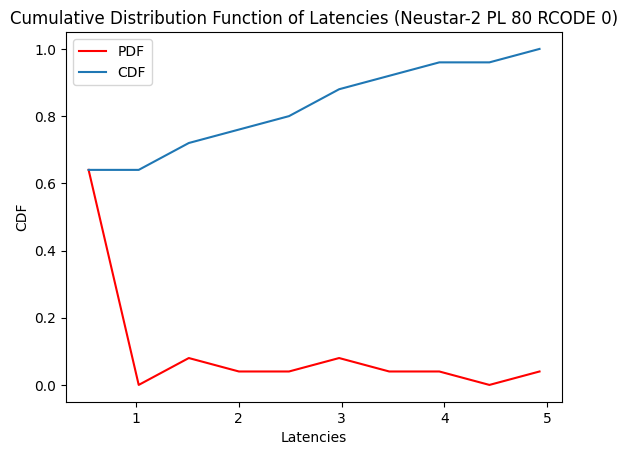 Cumulative Distribution Function of Latencies (Neustar-2 PL 80 RCODE 0)
PDF
CDF
1.0
0.8
0.6
0.4
0.2
0.0
CDF
1 2 3 4 5
Latencies